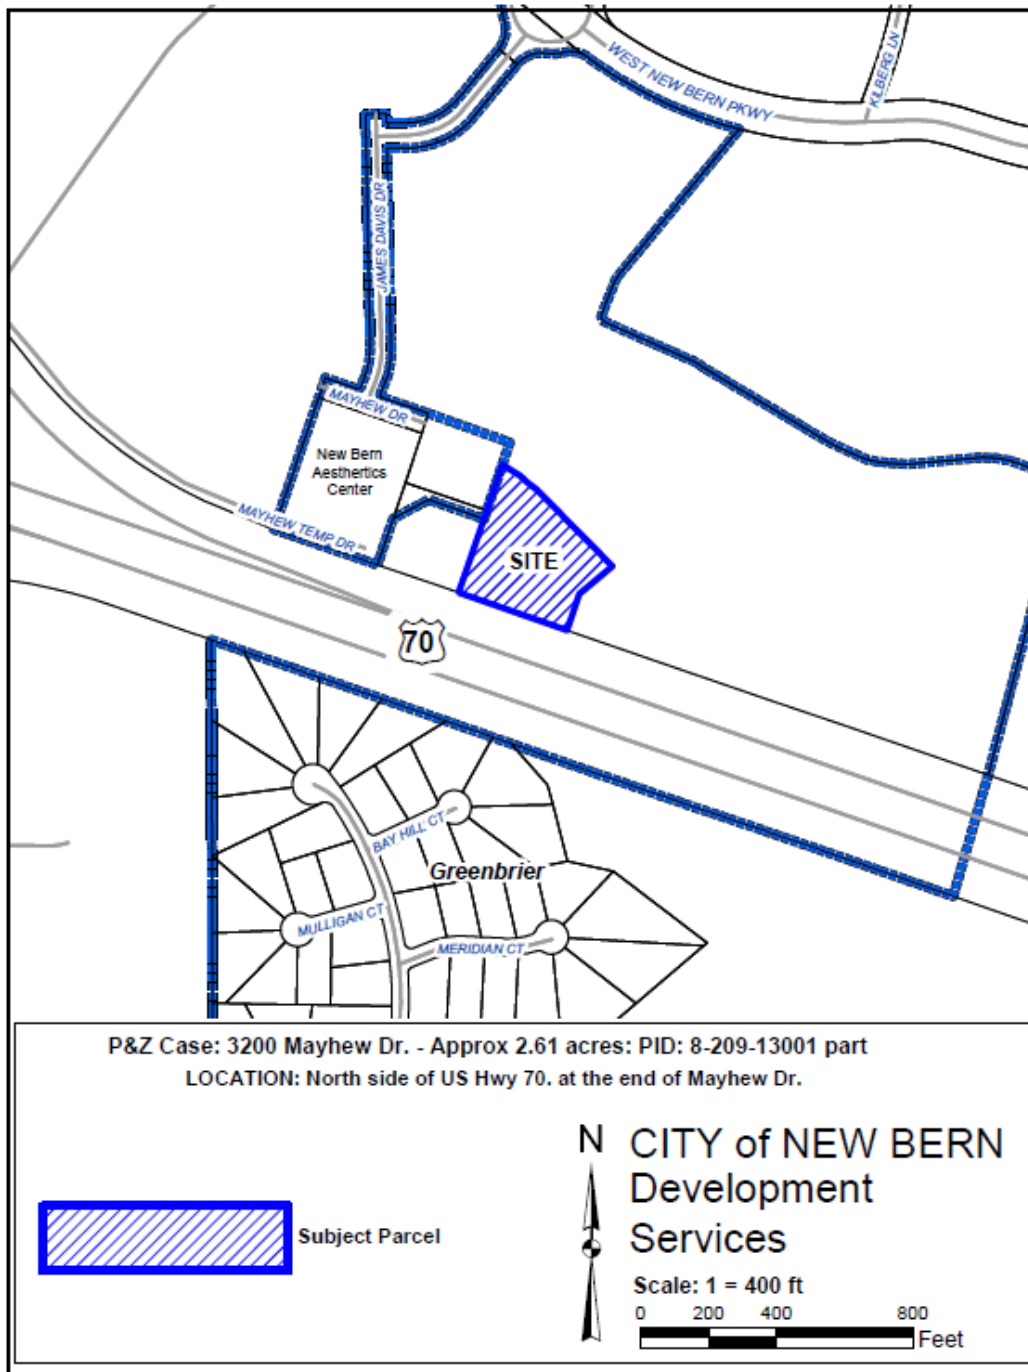 WEST NEW BERN PKWY
KILBERG LN
JAMES DAVIS DR
MAYHEW DR
New Bern
Aesthertics
Center
MAYHEW TEMP DR
SITE
70
BAY HILL CT
Greenbrier
MULLIGAN CT
MERIDIAN CT
P&Z Case: 3200 Mayhew Dr. - Approx 2.61 acres: PID: 8-209-13001 part
LOCATION: North side of US Hwy 70. at the end of Mayhew Dr.
N
CITY of NEW BERN
Development
Services
Subject Parcel
Scale: 1 = 400 ft
0 200 400 800
Feet